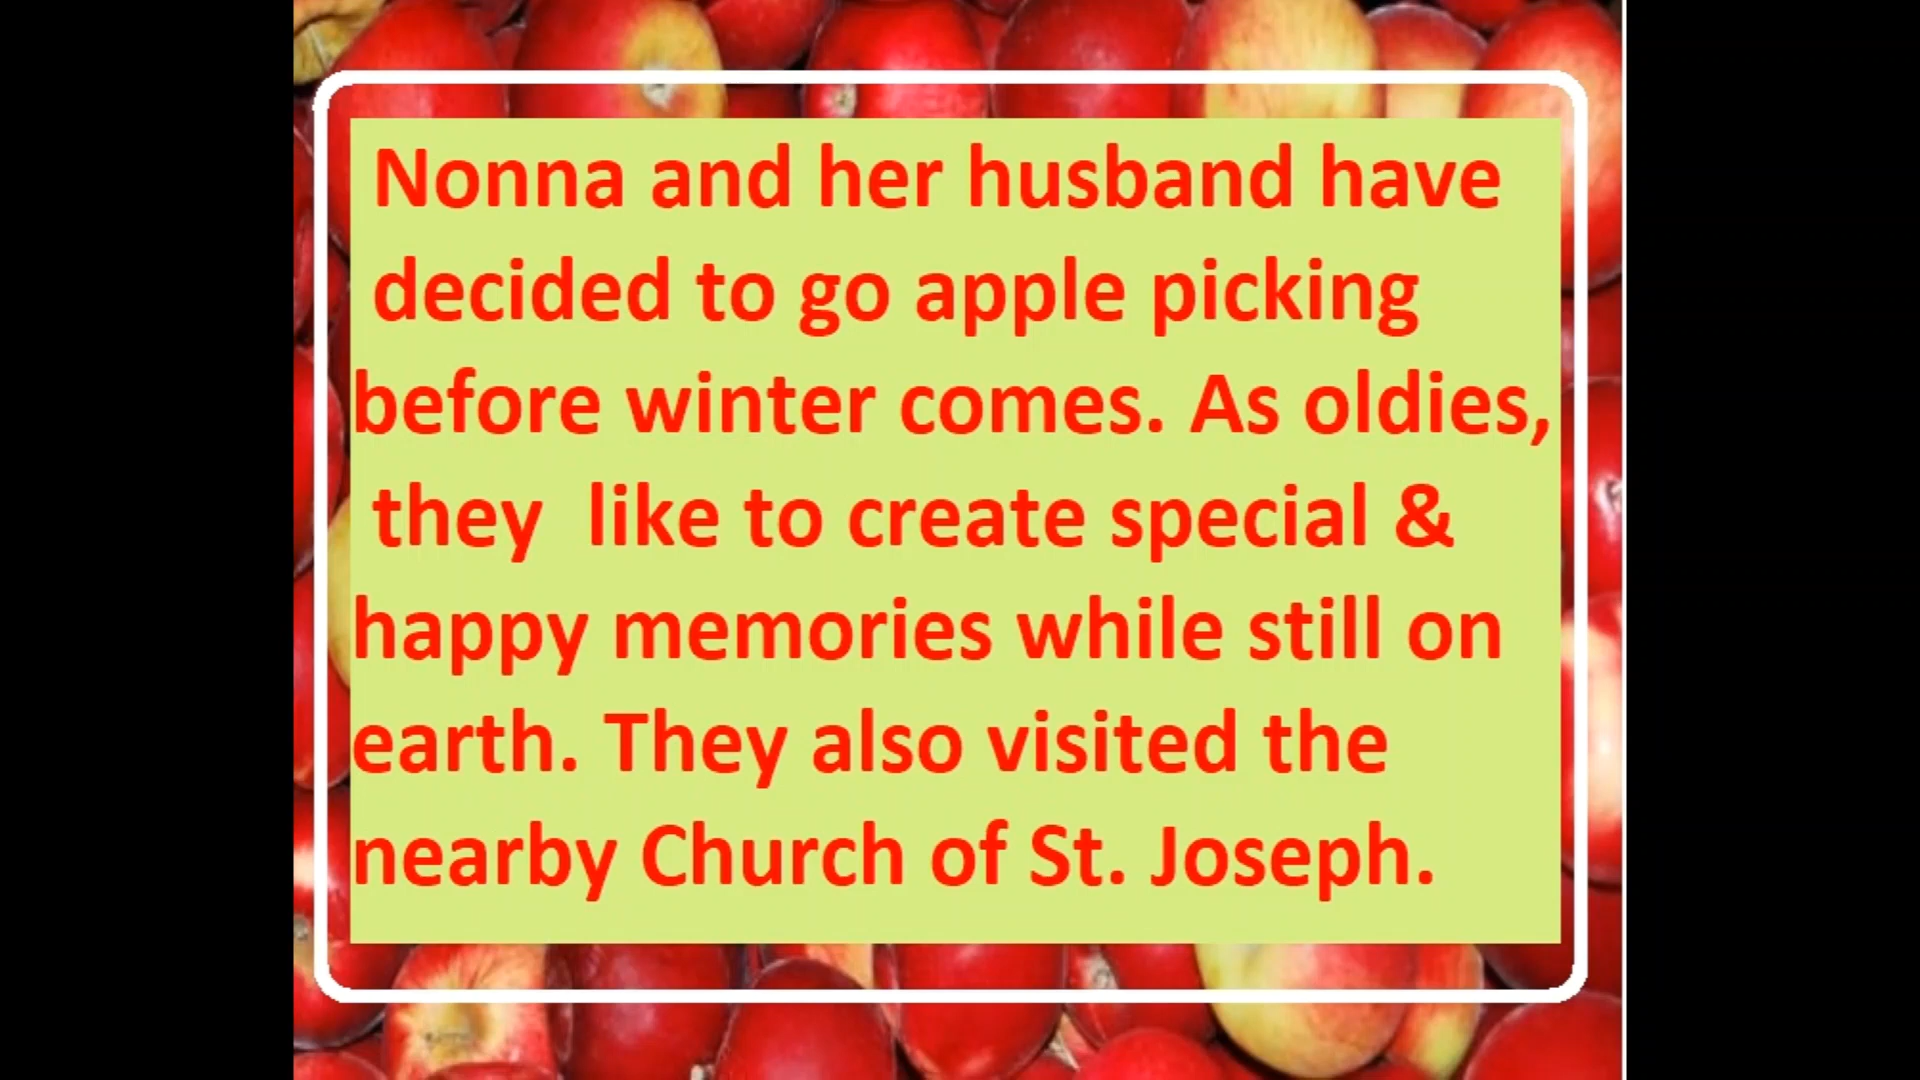 Nonna and her husband have
decided to go apple picking
before winter comes. As oldies,
they  like to create special &
happy memories while still on
earth. They also visited the
nearby Church of St. Joseph.